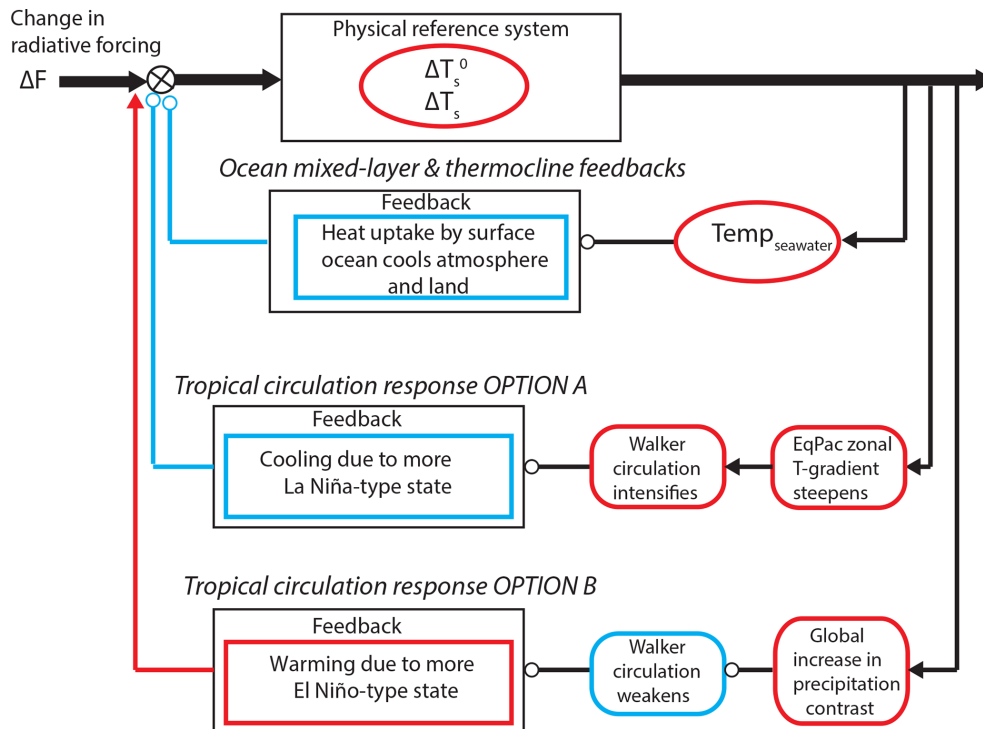 Change in
radiative forcing
ΔF
Physical reference system
ΔTs⁰
ΔTs
Ocean mixed-layer & thermocline feedbacks
Feedback
Heat uptake by surface
ocean cools atmosphere
and land
Temp seawater
Tropical circulation response OPTION A
Feedback
Cooling due to more
La Niña-type state
Walker
circulation
intensifies
EqPac zonal
T-gradient
steepens
Tropical circulation response OPTION B
Feedback
Warming due to more
El Niño-type state
Walker
circulation
weakens
Global
increase in
precipitation
contrast